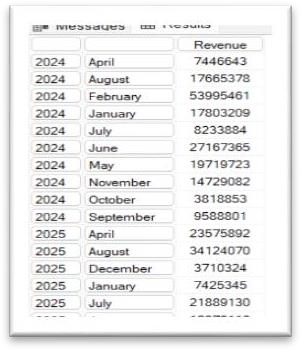 Messages Results
Revenue
2024 April 7446643
2024 August 17665378
2024 February 53995461
2024 January 17803209
2024 July 8233884
2024 June 27167365
2024 May 19719723
2024 November 14729082
2024 October 3818853
2024 September 9588801
2025 April 23575892
2025 August 34124070
2025 December 3710324
2025 January 7425345
2025 July 21889130